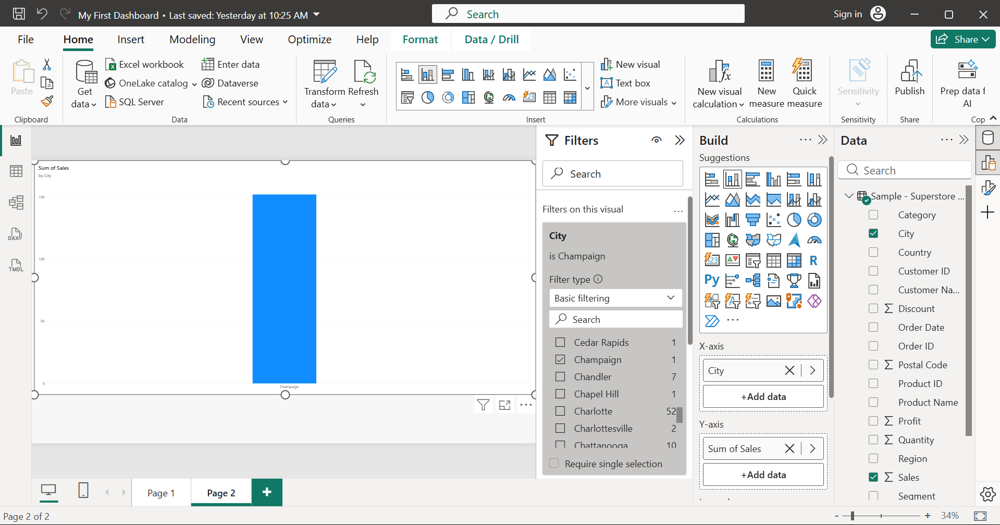 My First Dashboard • Last saved: Yesterday at 10:25 AM
Search
Sign in
File
Home
Insert
Modeling
View
Optimize
Help
Format
Data / Drill
Share
Paste
Clipboard
Get data
Excel workbook
OneLake catalog
SQL Server
Enter data
Dataverse
Recent sources
Data
Transform data
Refresh
Queries
New visual
Text box
More visuals
Insert
New visual calculation
New measure
Quick measure
Calculations
Sensitivity
Sensitivity
Publish
Share
Prep data f
AI
Cop
DAX
TMDL
Sum of Sales
by City
150
100
50
0
Champaign
Filters
Search
Filters on this visual
City
is Champaign
Filter type
Basic filtering
Search
Cedar Rapids 1
Champaign 1
Chandler 7
Chapel Hill 1
Charlotte 52
Charlottesville 2
Chattanooga 10
Require single selection
Build
Suggestions
123
R
Py
X-axis
City
+Add data
Y-axis
Sum of Sales
+Add data
Data
Search
Sample - Superstore ...
Category
City
Country
Customer ID
Customer Na...
Discount
Order Date
Order ID
Postal Code
Product ID
Product Name
Profit
Quantity
Region
Sales
Segment
Page 1
Page 2
Page 2 of 2
- + 34%